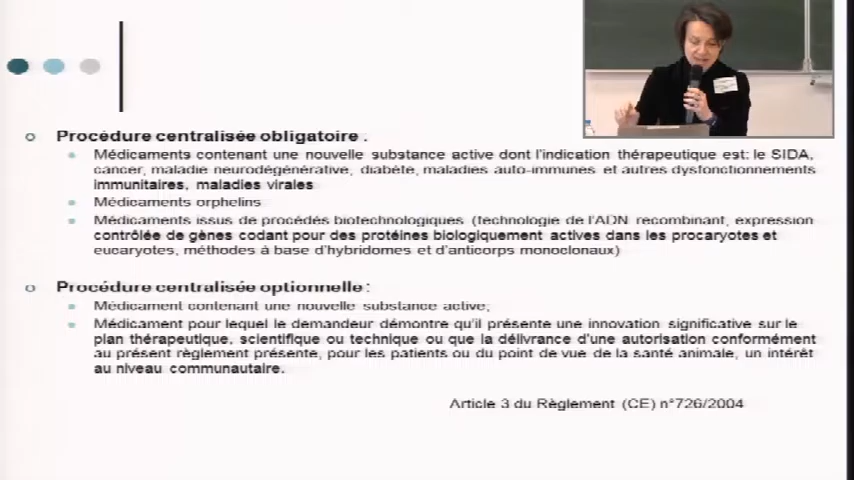 Procédure centralisée obligatoire :
Médicaments contenant une nouvelle substance active dont l'indication thérapeutique est: le SIDA,
cancer, maladie neurodégénérative, diabète, maladies auto-immunes et autres dysfonctionnements
immunitaires, maladies virales
Médicaments orphelins
Médicaments issus de procédés biotechnologiques (technologie de l'ADN recombinant, expression
contrôlée de gènes codant pour des protéines biologiquement actives dans les procaryotes et
eucaryotes, méthodes à base d'hybridomes et d'anticorps monoclonaux)
Procédure centralisée optionnelle :
Médicament contenant une nouvelle substance active;
Médicament pour lequel le demandeur démontre qu'il présente une innovation significative sur le
plan thérapeutique, scientifique ou technique ou que la délivrance d'une autorisation conformément
au présent règlement présente, pour les patients ou du point de vue de la santé animale, un intérêt
au niveau communautaire.
Article 3 du Règlement (CE) n°726/2004